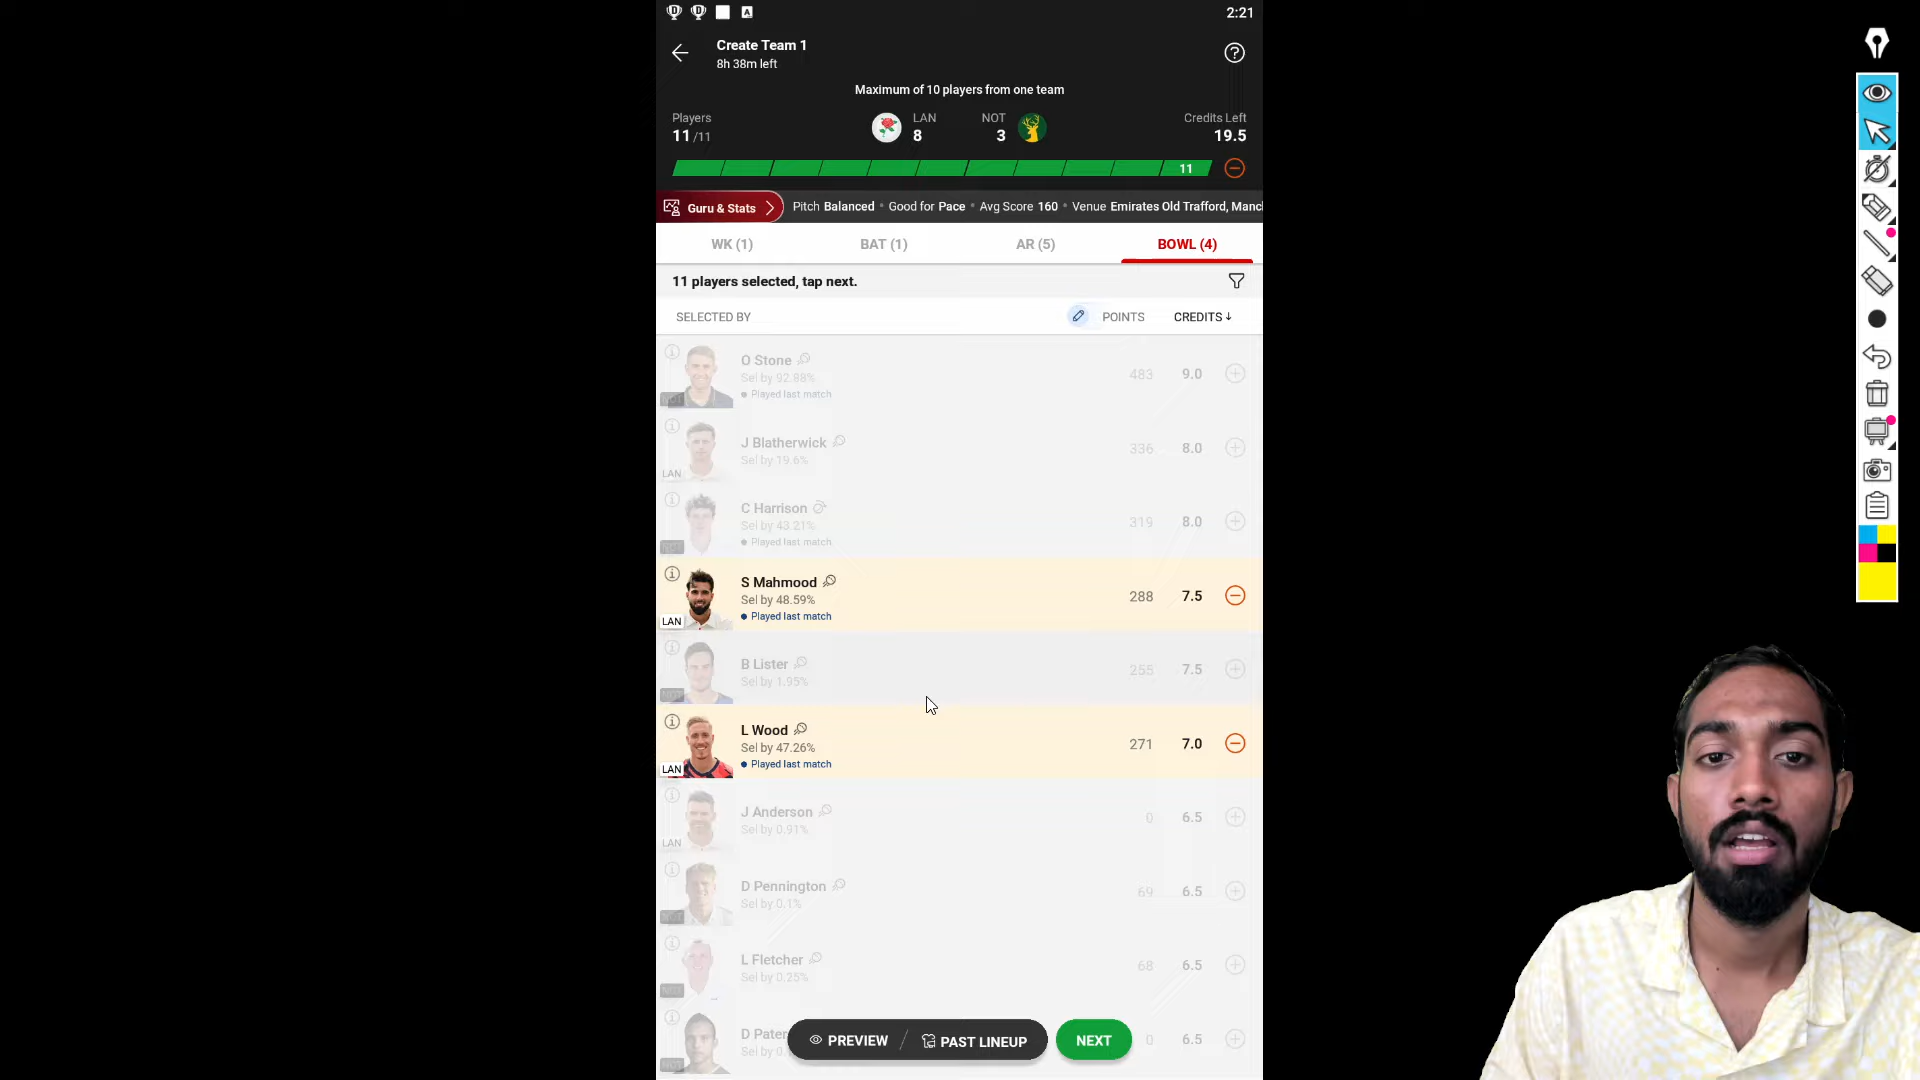 2:21
Create Team 1
8h 38m left
Maximum of 10 players from one team
Players
11/11
LAN
8
NOT
3
Credits Left
19.5
11
Guru & Stats
Pitch Balanced • Good for Pace • Avg Score 160 • Venue Emirates Old Trafford, Manc
WK (1) BAT (1) AR (5) BOWL (4)
11 players selected, tap next.
SELECTED BY POINTS CREDITS ↓
O Stone
Sel by 92.88%
Played last match
483 9.0
J Blatherwick
Sel by 19.6%
LAN
336 8.0
C Harrison
Sel by 43.21%
Played last match
319 8.0
S Mahmood
Sel by 48.59%
Played last match
LAN
288 7.5
B Lister
Sel by 1.95%
255 7.5
L Wood
Sel by 47.26%
Played last match
LAN
271 7.0
J Anderson
Sel by 0.91%
LAN
0 6.5
D Pennington
Sel by 0.1%
69 6.5
L Fletcher
Sel by 0.25%
68 6.5
D Pater
Sel by 0.
0 6.5
PREVIEW PAST LINEUP NEXT